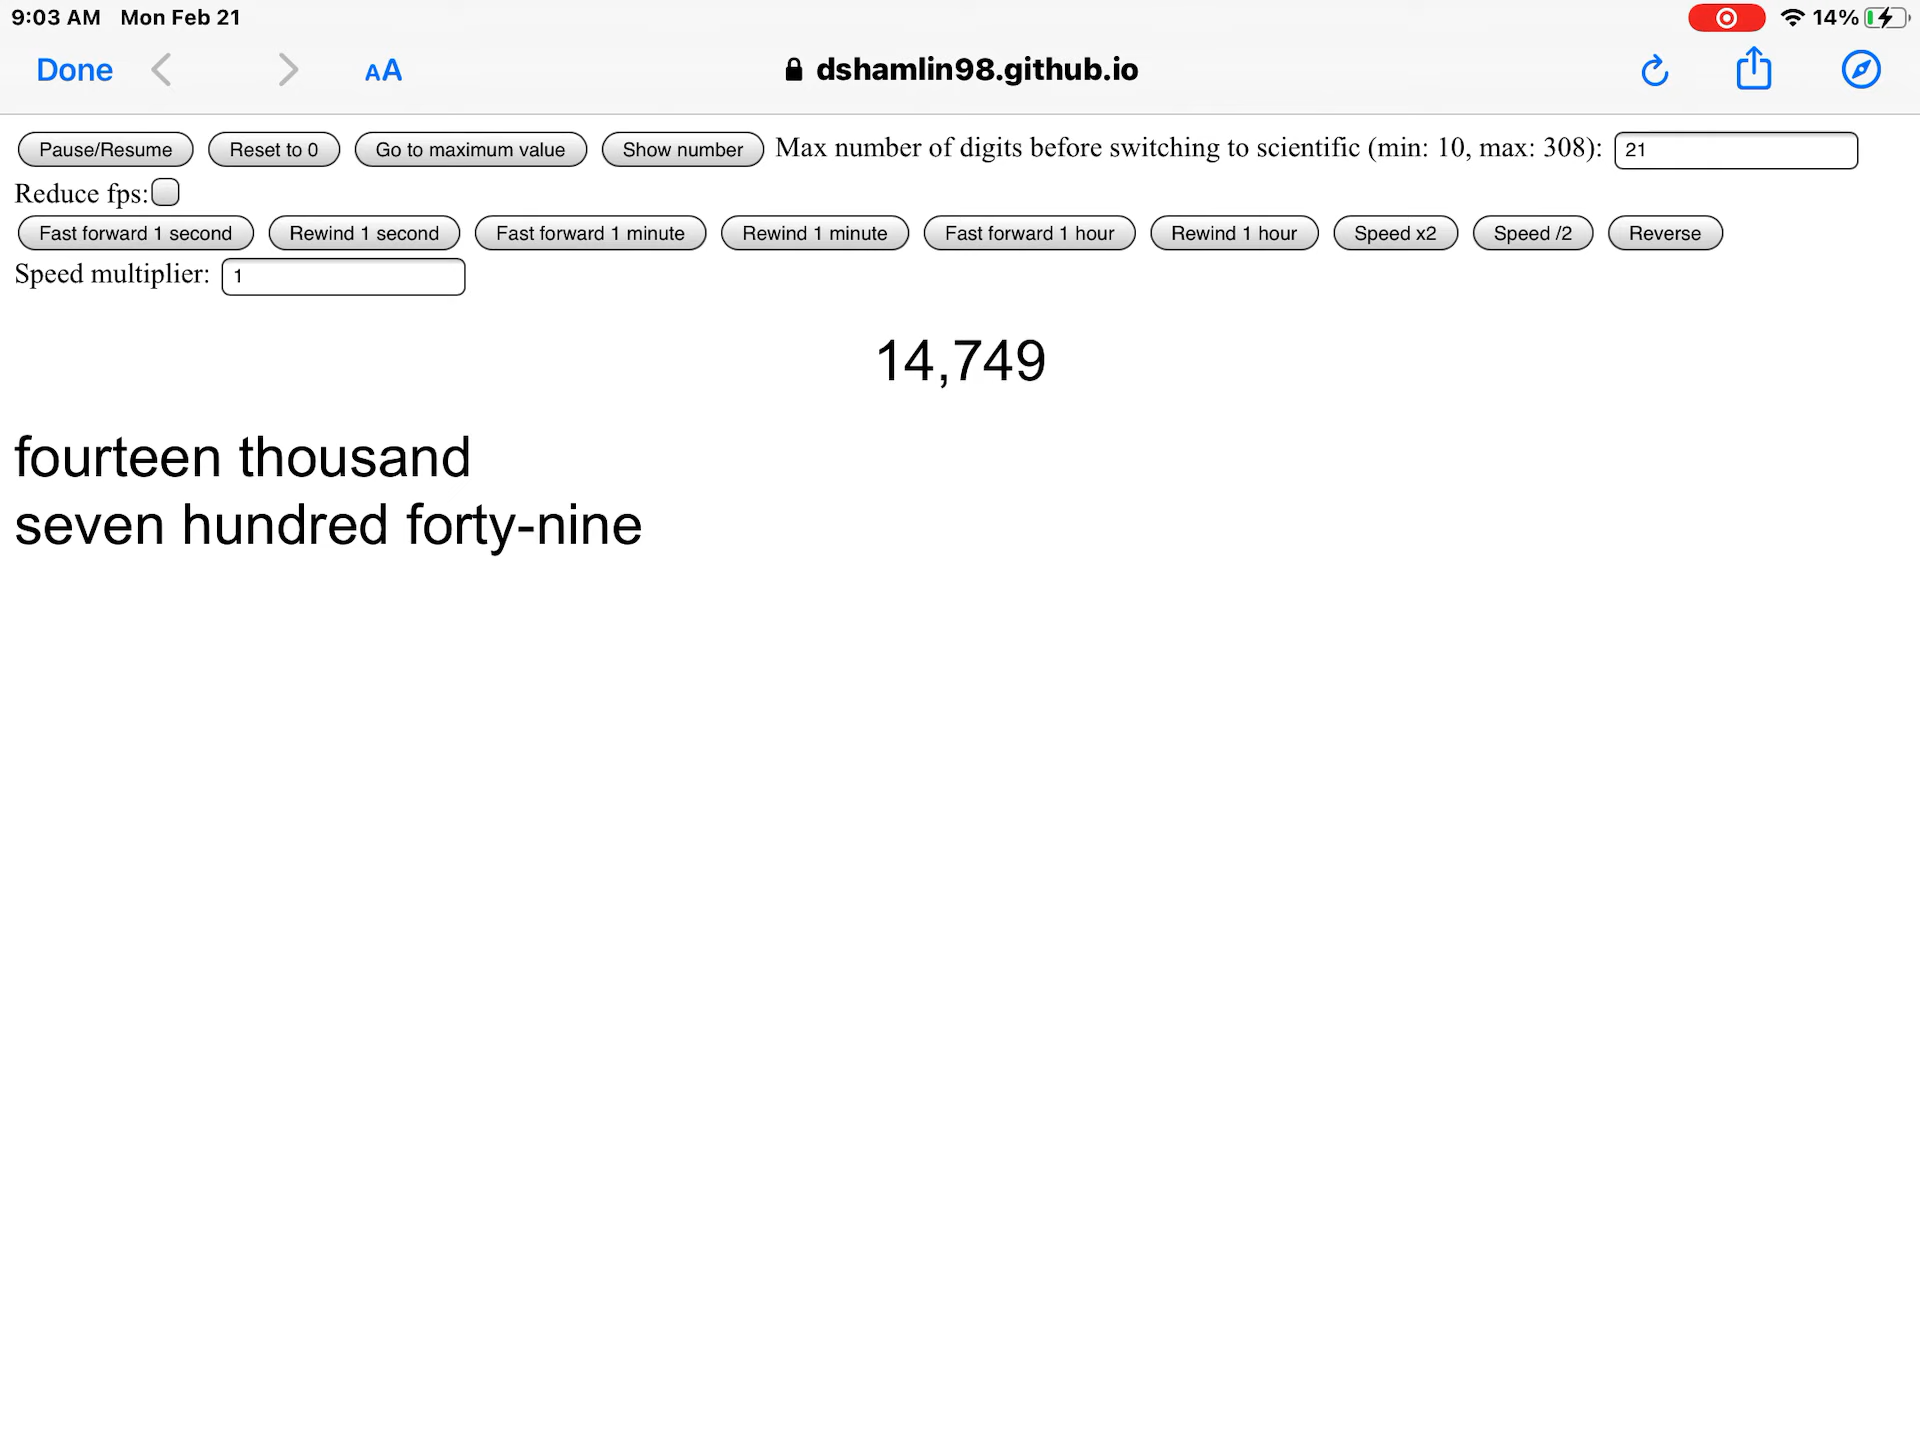 9:03 AM Mon Feb 21
14%
Done
AA
dshamlin98.github.io
Pause/Resume Reset to 0 Go to maximum value Show number Max number of digits before switching to scientific (min: 10, max: 308): 21
Reduce fps:
Fast forward 1 second Rewind 1 second Fast forward 1 minute Rewind 1 minute Fast forward 1 hour Rewind 1 hour Speed x2 Speed /2 Reverse
Speed multiplier: 1
14,749
fourteen thousand
seven hundred forty-nine